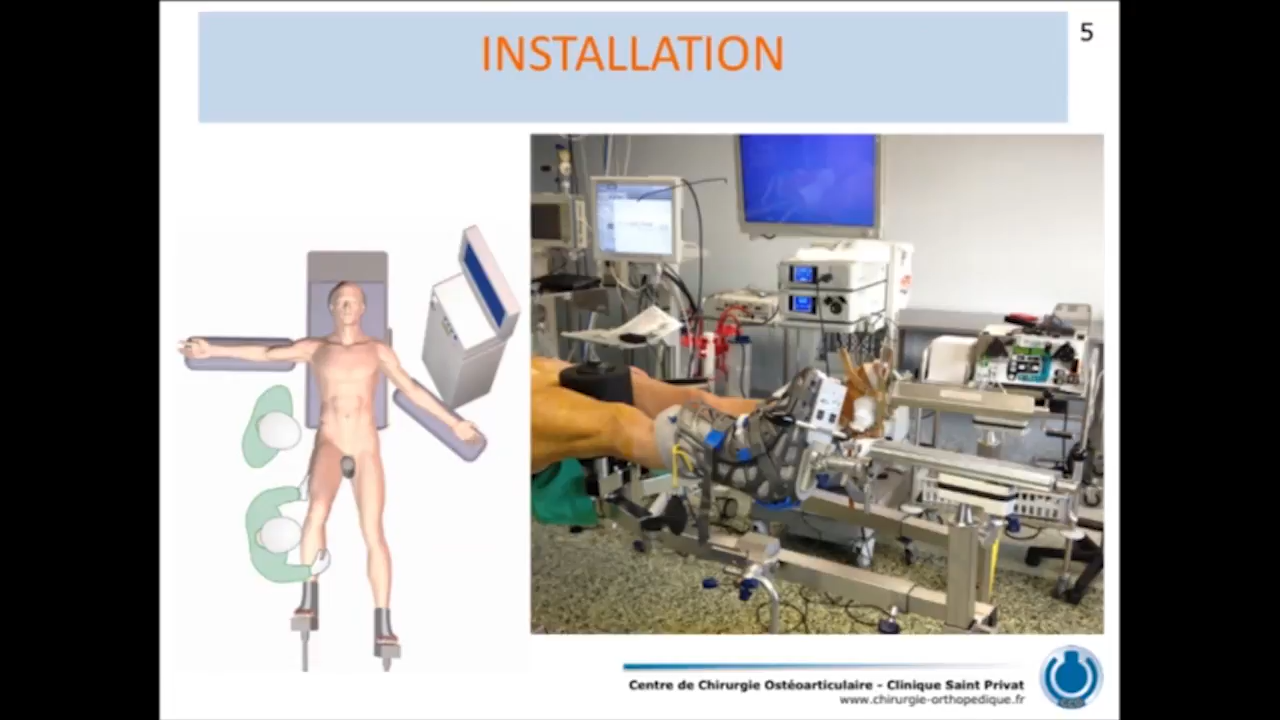 INSTALLATION
5
Centre de Chirurgie Ostéoarticulaire - Clinique Saint Privat
www.chirurgie-orthopedique.fr